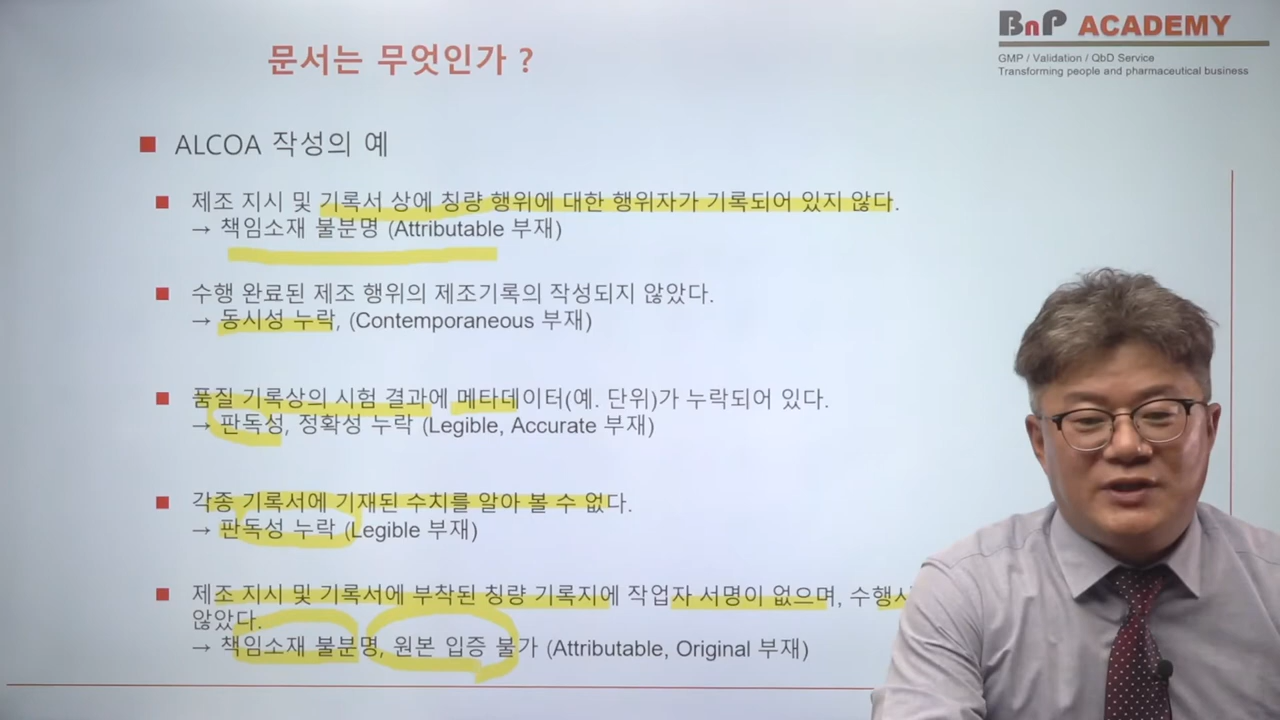 BnP ACADEMY
GMP / Validation / QbD Service
Transforming people and pharmaceutical business
문서는 무엇인가 ?
ALCOA 작성의 예
제조 지시 및 기록서 상에 칭량 행위에 대한 행위자가 기록되어 있지 않다.
→ 책임소재 불분명 (Attributable 부재)
수행 완료된 제조 행위의 제조기록의 작성되지 않았다.
→ 동시성 누락, (Contemporaneous 부재)
품질 기록상의 시험 결과에 메타데이터(예. 단위)가 누락되어 있다.
→ 판독성, 정확성 누락 (Legible, Accurate 부재)
각종 기록서에 기재된 수치를 알아 볼 수 없다.
→ 판독성 누락 (Legible 부재)
제조 지시 및 기록서에 부착된 칭량 기록지에 작업자 서명이 없으며, 수행
않았다.
→ 책임소재 불분명, 원본 입증 불가 (Attributable, Original 부재)